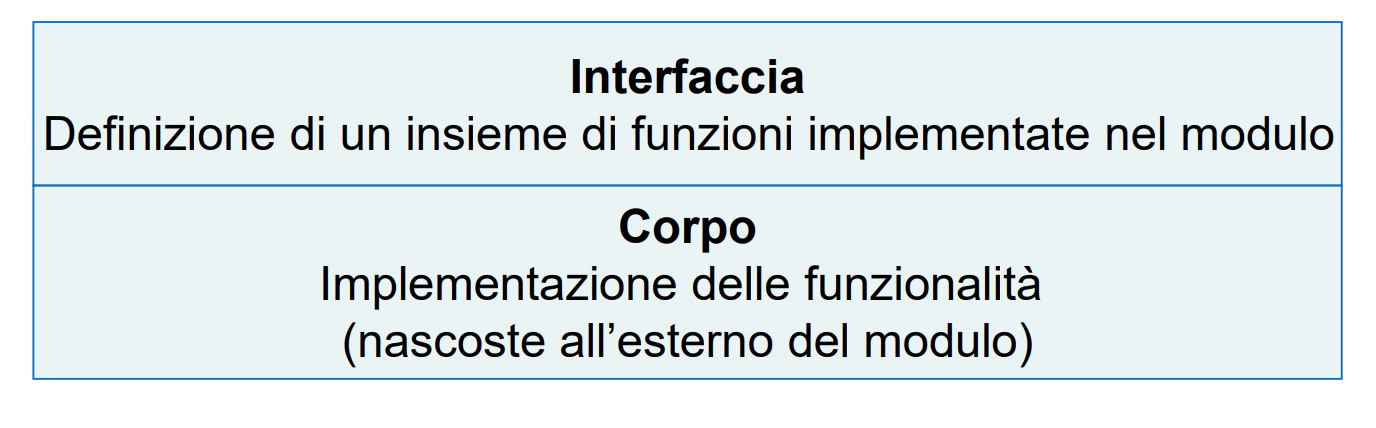 Interfaccia
Definizione di un insieme di funzioni implementate nel modulo
Corpo
Implementazione delle funzionalità
(nascoste all’esterno del modulo)